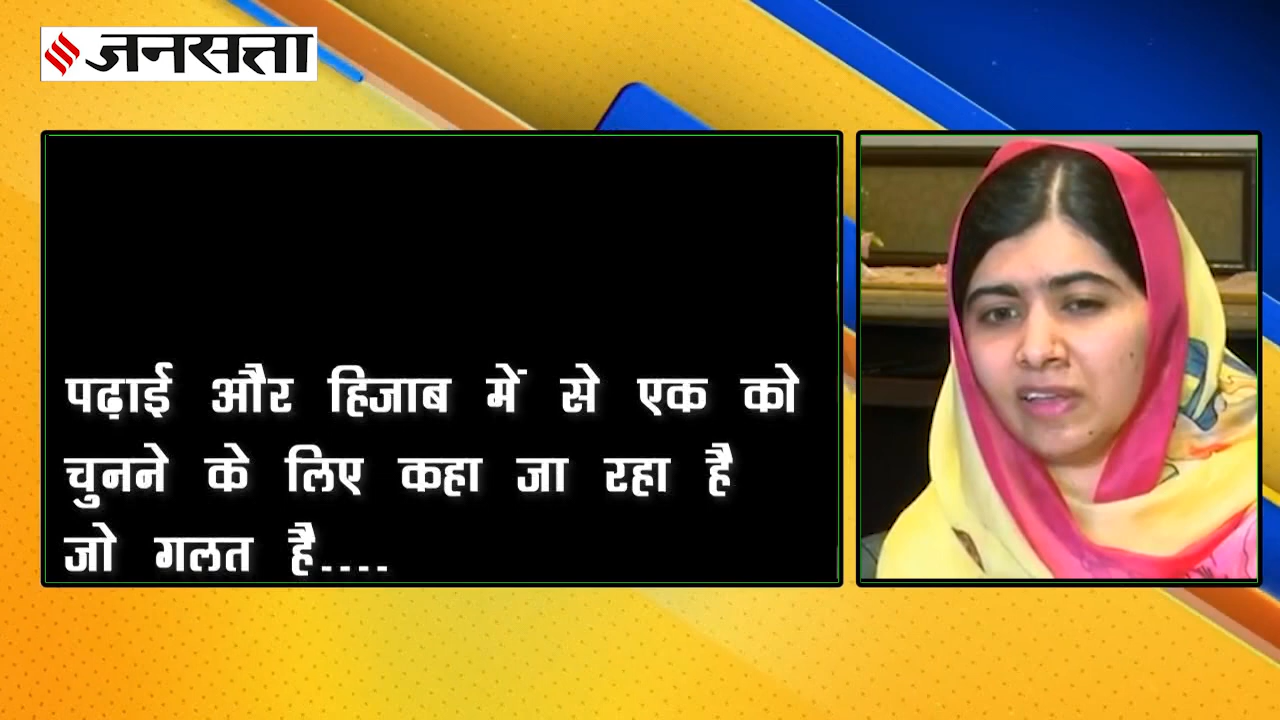 जनसत्ता
पढ़ाई और हिजाब में से एक को
चुनने के लिए कहा जा रहा है
जो गलत है....